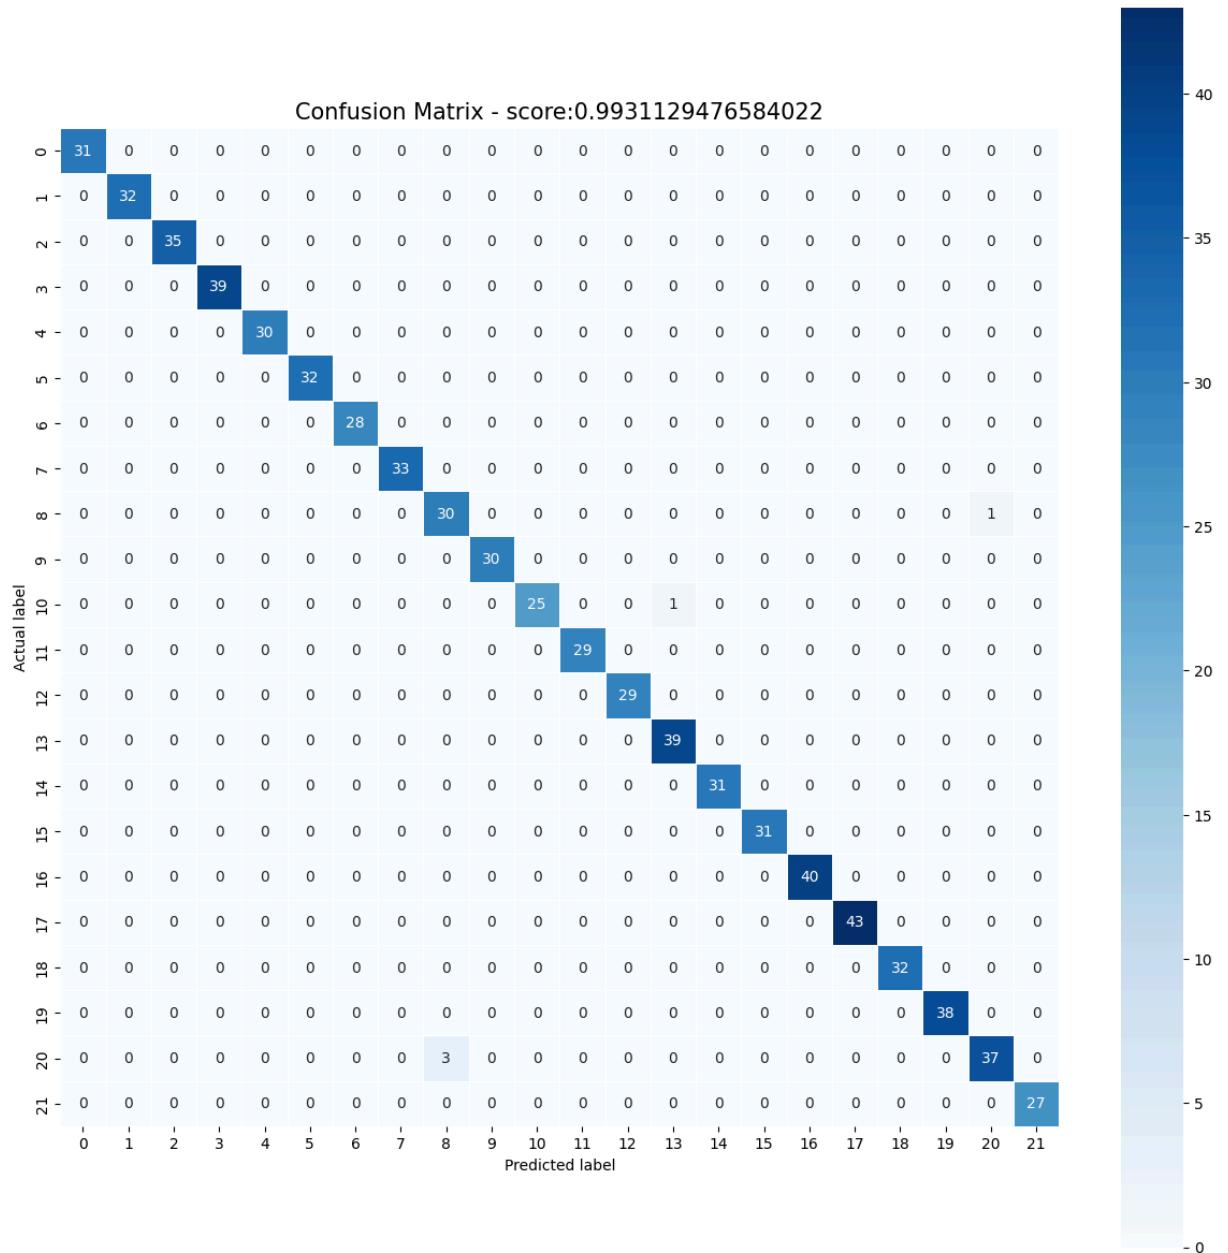 Confusion Matrix - score:0.9931129476584022
0 31 0 0 0 0 0 0 0 0 0 0 0 0 0 0 0 0 0 0 0 0 0
1 0 32 0 0 0 0 0 0 0 0 0 0 0 0 0 0 0 0 0 0 0 0
2 0 0 35 0 0 0 0 0 0 0 0 0 0 0 0 0 0 0 0 0 0 0
3 0 0 0 39 0 0 0 0 0 0 0 0 0 0 0 0 0 0 0 0 0 0
4 0 0 0 0 30 0 0 0 0 0 0 0 0 0 0 0 0 0 0 0 0 0
5 0 0 0 0 0 32 0 0 0 0 0 0 0 0 0 0 0 0 0 0 0 0
6 0 0 0 0 0 0 28 0 0 0 0 0 0 0 0 0 0 0 0 0 0 0
7 0 0 0 0 0 0 0 33 0 0 0 0 0 0 0 0 0 0 0 0 0 0
8 0 0 0 0 0 0 0 0 30 0 0 0 0 0 0 0 0 0 0 0 1 0
9 0 0 0 0 0 0 0 0 0 30 0 0 0 0 0 0 0 0 0 0 0 0
10 0 0 0 0 0 0 0 0 0 0 25 0 0 1 0 0 0 0 0 0 0 0
11 0 0 0 0 0 0 0 0 0 0 0 29 0 0 0 0 0 0 0 0 0 0
12 0 0 0 0 0 0 0 0 0 0 0 0 29 0 0 0 0 0 0 0 0 0
13 0 0 0 0 0 0 0 0 0 0 0 0 0 39 0 0 0 0 0 0 0 0
14 0 0 0 0 0 0 0 0 0 0 0 0 0 0 31 0 0 0 0 0 0 0
15 0 0 0 0 0 0 0 0 0 0 0 0 0 0 0 31 0 0 0 0 0 0
16 0 0 0 0 0 0 0 0 0 0 0 0 0 0 0 0 40 0 0 0 0 0
17 0 0 0 0 0 0 0 0 0 0 0 0 0 0 0 0 0 43 0 0 0 0
18 0 0 0 0 0 0 0 0 0 0 0 0 0 0 0 0 0 0 32 0 0 0
19 0 0 0 0 0 0 0 0 0 0 0 0 0 0 0 0 0 0 0 38 0 0
20 0 0 0 0 0 0 0 0 3 0 0 0 0 0 0 0 0 0 0 0 37 0
21 0 0 0 0 0 0 0 0 0 0 0 0 0 0 0 0 0 0 0 0 0 27
0 1 2 3 4 5 6 7 8 9 10 11 12 13 14 15 16 17 18 19 20 21
Predicted label
Actual label
40
35
30
25
20
15
10
5
0